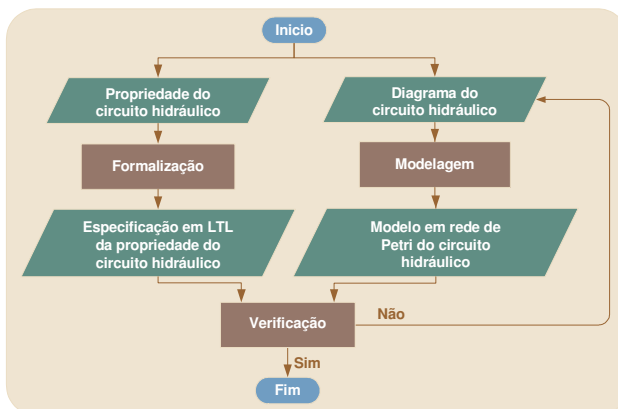 Inicio
Propriedade do
circuito hidráulico
Diagrama do
circuito hidráulico
Formalização
Modelagem
Especificação em LTL
da propriedade do
circuito hidráulico
Modelo em rede de
Petri do circuito
hidráulico
Verificação
Não
Sim
Fim